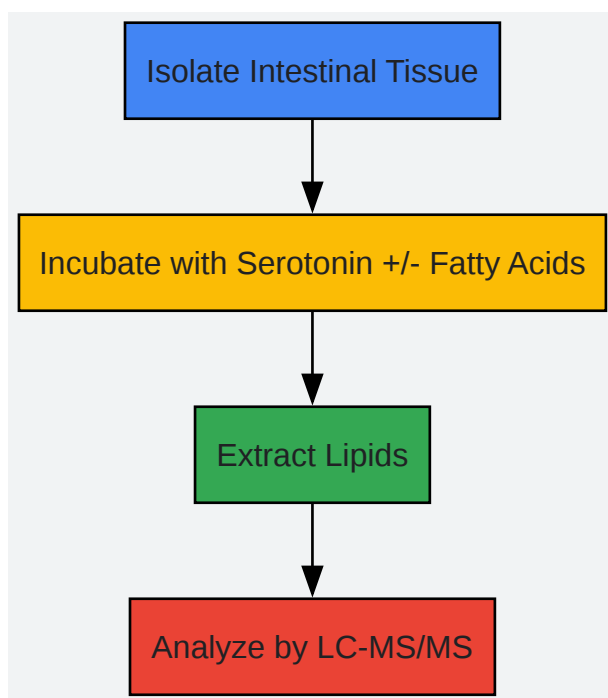 Isolate Intestinal Tissue
Incubate with Serotonin +/- Fatty Acids
Extract Lipids
Analyze by LC-MS/MS